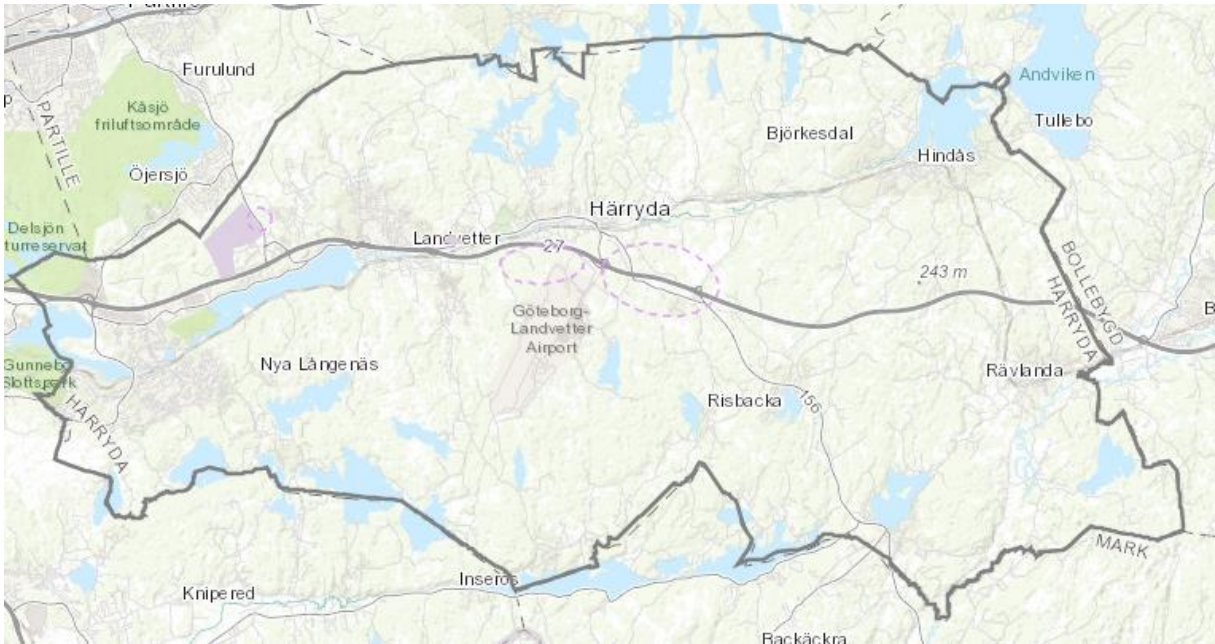 Furulund
Andviken
Kåsjö
friluftsområde
PARTILLE
Tullebo
Björkesdal
Hindås
Öjersjö
Härryda
Delsjön
Landvetter
27
243 m
BOLLEBYGD
HÄRRYDA
Göteborg-
Landvetter
Airport
B
Gunnebo
Slottspark
Nya Långenäs
Rävlanda
Risbacka
156
HÄRRYDA
MARK
Inseros
Knipered
Backäckra